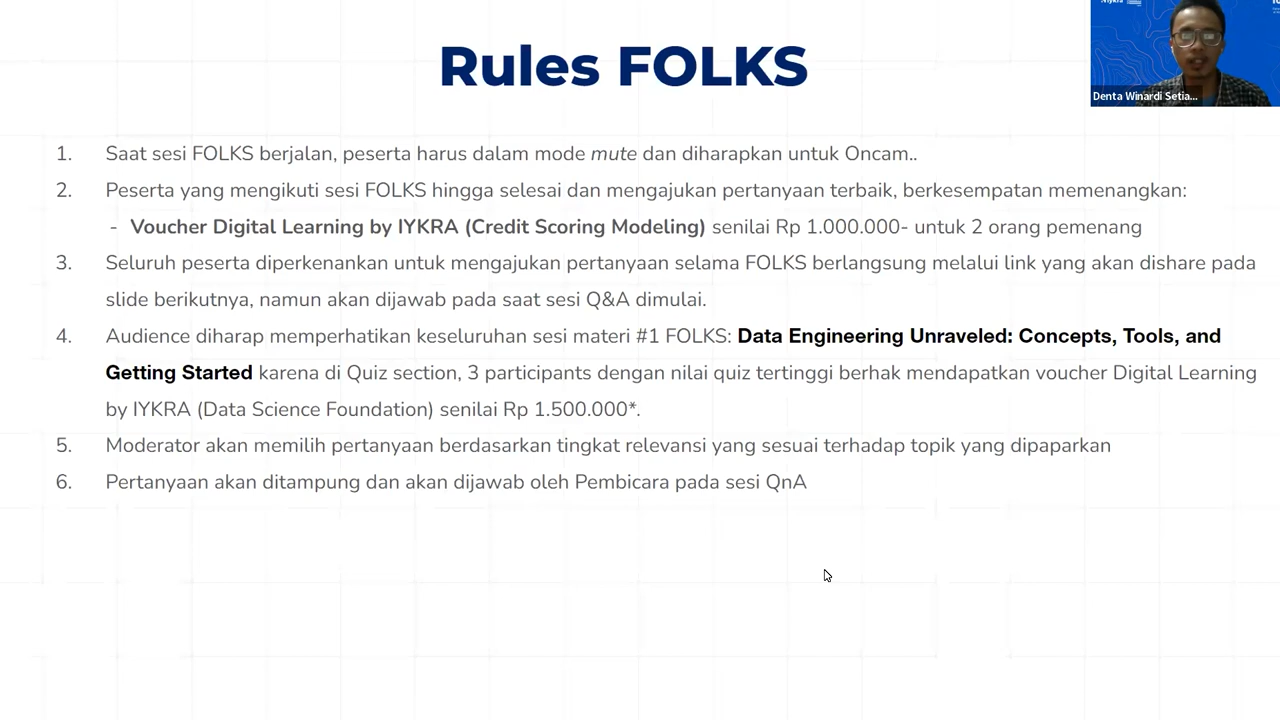 Rules FOLKS
Denta Winardi Setia...
1. Saat sesi FOLKS berjalan, peserta harus dalam mode mute dan diharapkan untuk Oncam..
2. Peserta yang mengikuti sesi FOLKS hingga selesai dan mengajukan pertanyaan terbaik, berkesempatan memenangkan:
- Voucher Digital Learning by IYKRA (Credit Scoring Modeling) senilai Rp 1.000.000- untuk 2 orang pemenang
3. Seluruh peserta diperkenankan untuk mengajukan pertanyaan selama FOLKS berlangsung melalui link yang akan dishare pada
slide berikutnya, namun akan dijawab pada saat sesi Q&A dimulai.
4. Audience diharap memperhatikan keseluruhan sesi materi #1 FOLKS: Data Engineering Unraveled: Concepts, Tools, and
Getting Started karena di Quiz section, 3 participants dengan nilai quiz tertinggi berhak mendapatkan voucher Digital Learning
by IYKRA (Data Science Foundation) senilai Rp 1.500.000*.
5. Moderator akan memilih pertanyaan berdasarkan tingkat relevansi yang sesuai terhadap topik yang dipaparkan
6. Pertanyaan akan ditampung dan akan dijawab oleh Pembicara pada sesi QnA